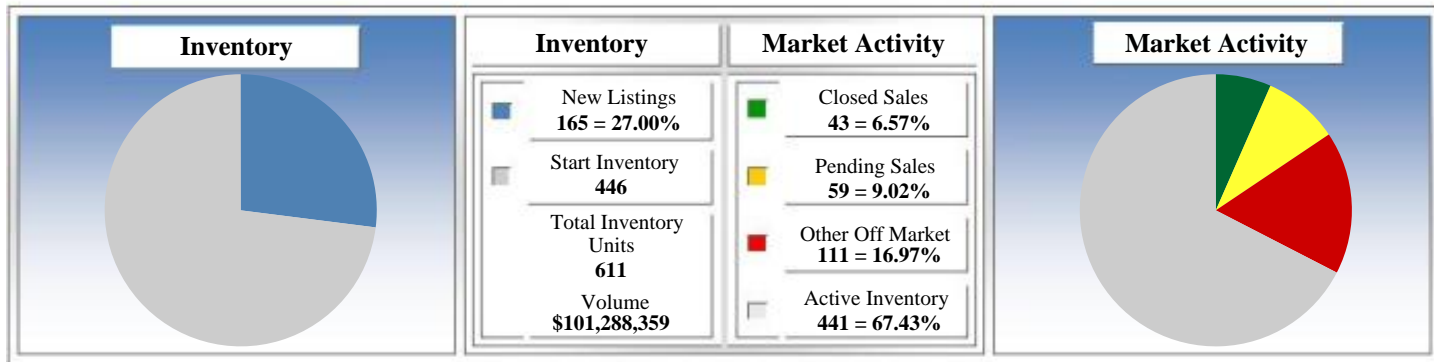 Inventory
Inventory
Market Activity
Market Activity
New Listings
165 = 27.00%
Start Inventory
446
Total Inventory
Units
611
Volume
$101,288,359
Closed Sales
43 = 6.57%
Pending Sales
59 = 9.02%
Other Off Market
111 = 16.97%
Active Inventory
441 = 67.43%